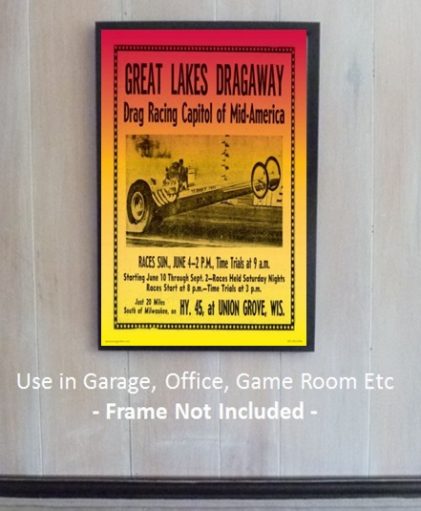 GREAT LAKES DRAGAWAY
Drag Racing Capitol of Mid-America
RACES SUN., JUNE 4–2 P.M., Time Trials at 9 a.m.
Starting June 10 Through Sept. 2–Races Held Saturday Nights
Races Start at 8 p.m.–Time Trials at 3 p.m.
Just 20 Miles
South of Milwaukee, on HY. 45, at UNION GROVE, WIS.
Use in Garage, Office, Game Room Etc
- Frame Not Included -